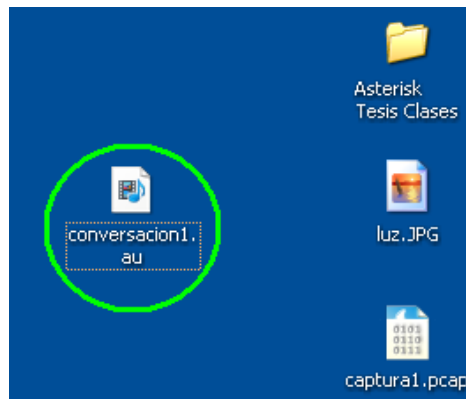 Asterisk
Tesis Clases
conversacion1.
au
luz.JPG
captura1.pcap